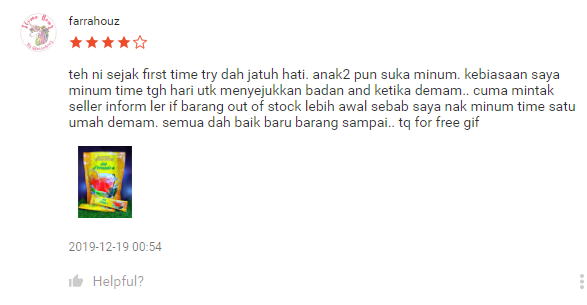 farrahouz
teh ni sejak first time try dah jatuh hati. anak2 pun suka minum. kebiasaan saya
minum time tgh hari utk menyejukkan badan and ketika demam.. cuma mintak
seller inform ler if barang out of stock lebih awal sebab saya nak minum time satu
umah demam. semua dah baik baru barang sampai.. tq for free gif
2019-12-19 00:54
Helpful?